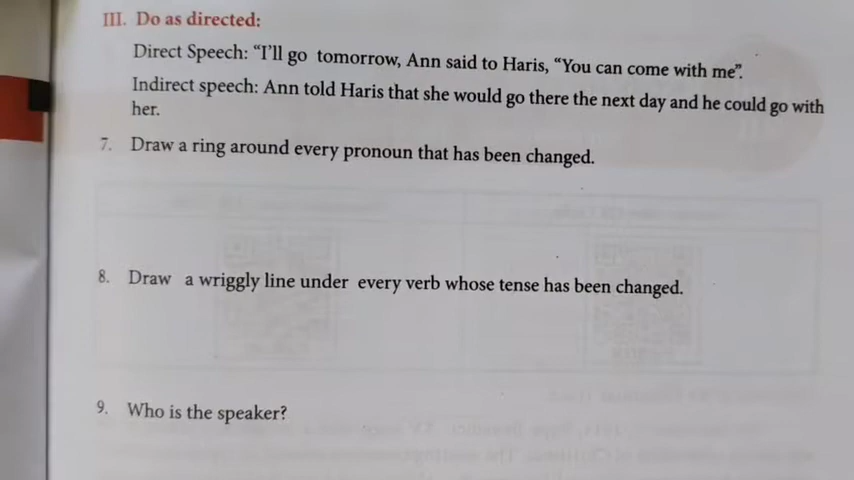 III. Do as directed:
Direct Speech: “I’ll go tomorrow, Ann said to Haris, “You can come with me”.
Indirect speech: Ann told Haris that she would go there the next day and he could go with
her.
7. Draw a ring around every pronoun that has been changed.
8. Draw a wriggly line under every verb whose tense has been changed.
9. Who is the speaker?